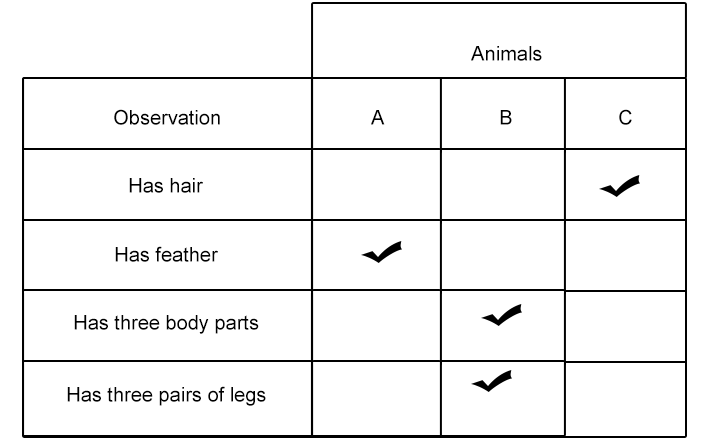 Animals
Observation A B C
Has hair
Has feather
Has three body parts
Has three pairs of legs